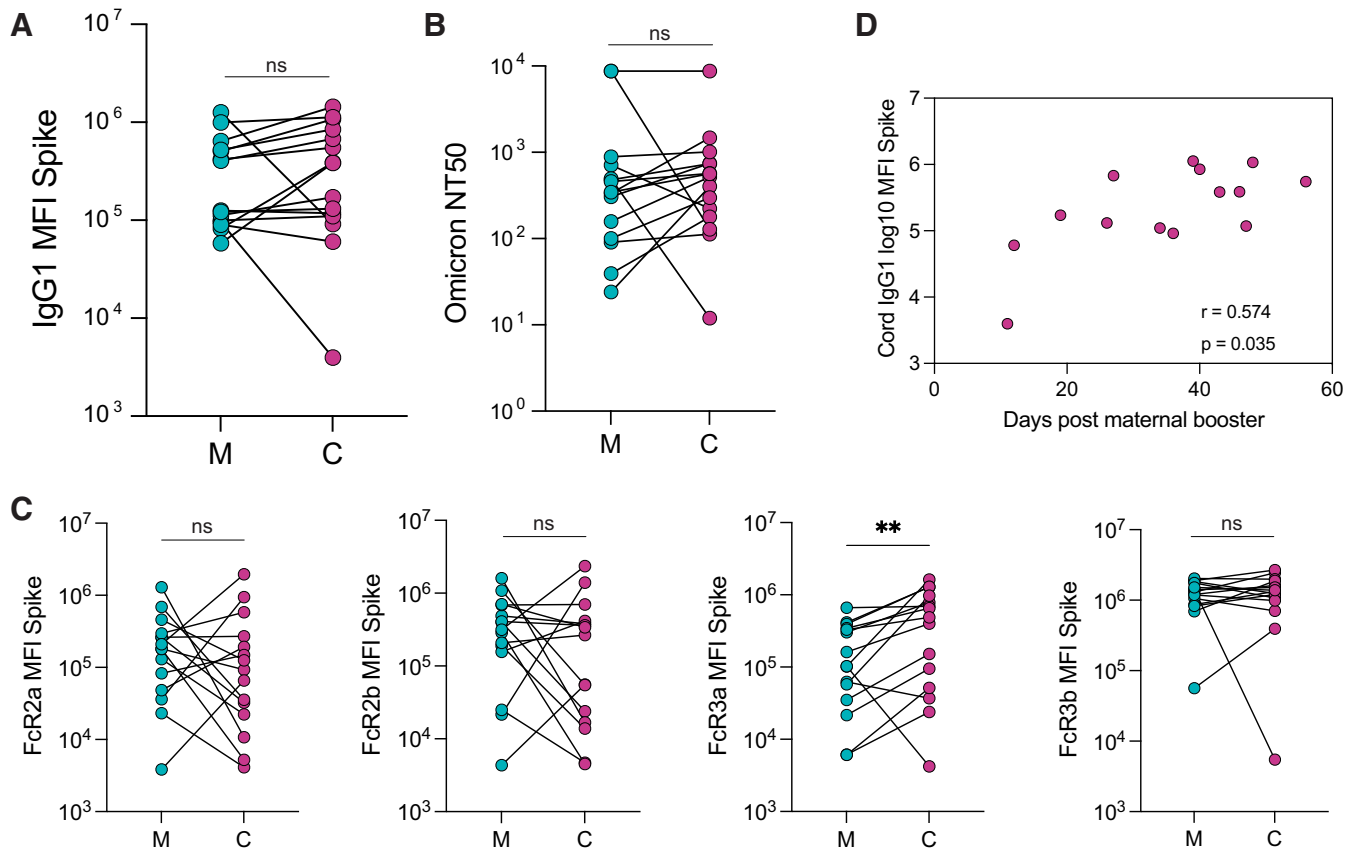 A
IgG1 MFI Spike
10^7
10^6
10^5
10^4
10^3
ns
M C
B
Omicron NT50
10^4
10^3
10^2
10^1
10^0
ns
M C
D
Cord IgG1 log10 MFI Spike
7
6
5
4
3
r = 0.574
p = 0.035
0 20 40 60
Days post maternal booster
C
FcR2a MFI Spike
10^7
10^6
10^5
10^4
10^3
ns
M C
FcR2b MFI Spike
10^7
10^6
10^5
10^4
10^3
ns
M C
FcR3a MFI Spike
10^7
10^6
10^5
10^4
10^3
**
M C
FcR3b MFI Spike
10^7
10^6
10^5
10^4
10^3
ns
M C